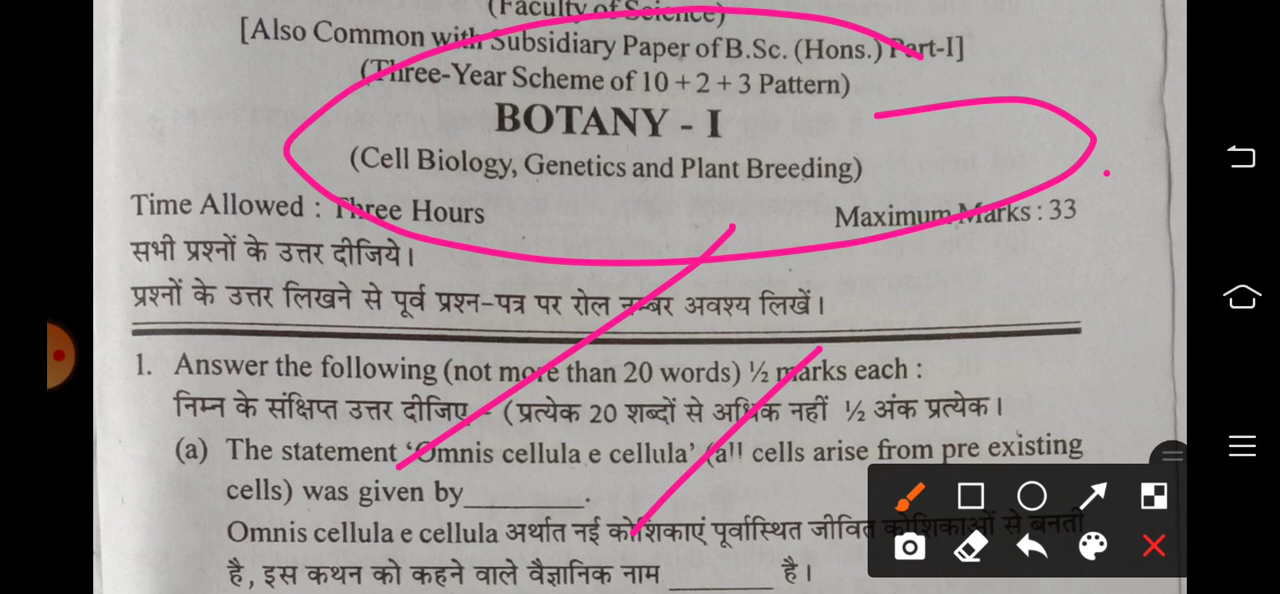 (Faculty of Science)
[Also Common with Subsidiary Paper of B.Sc. (Hons.) Part-I]
(Three-Year Scheme of 10 + 2 + 3 Pattern)
BOTANY - I
(Cell Biology, Genetics and Plant Breeding)
Time Allowed : Three Hours Maximum Marks : 33
सभी प्रश्नों के उत्तर दीजिये।
प्रश्नों के उत्तर लिखने से पूर्व प्रश्न-पत्र पर रोल नम्बर अवश्य लिखें।
1. Answer the following (not more than 20 words) ½ marks each :
निम्न के संक्षिप्त उत्तर दीजिए - (प्रत्येक 20 शब्दों से अधिक नहीं ½ अंक प्रत्येक।
(a) The statement ‘Omnis cellula e cellula’ (all cells arise from pre existing
cells) was given by________.
Omnis cellula e cellula अर्थात नई कोशिकाएं पूर्वास्थित जीवित कोशिकाओं से बनती
है, इस कथन को कहने वाले वैज्ञानिक नाम ________ है।